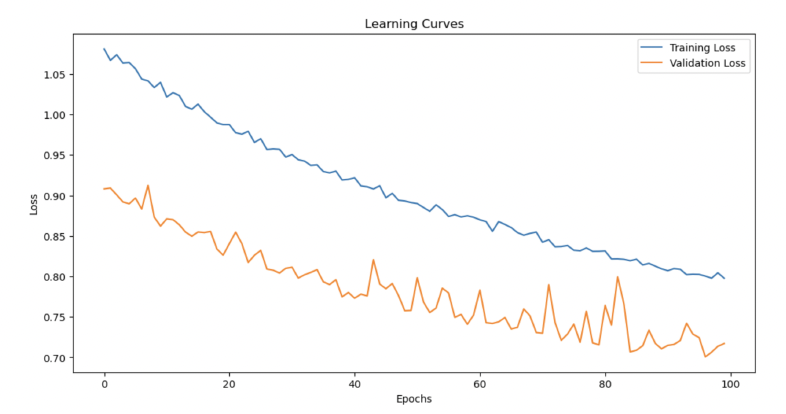 Learning Curves
Training Loss
Validation Loss
1.05
1.00
0.95
0.90
0.85
0.80
0.75
0.70
Loss
0
20
40
60
80
100
Epochs